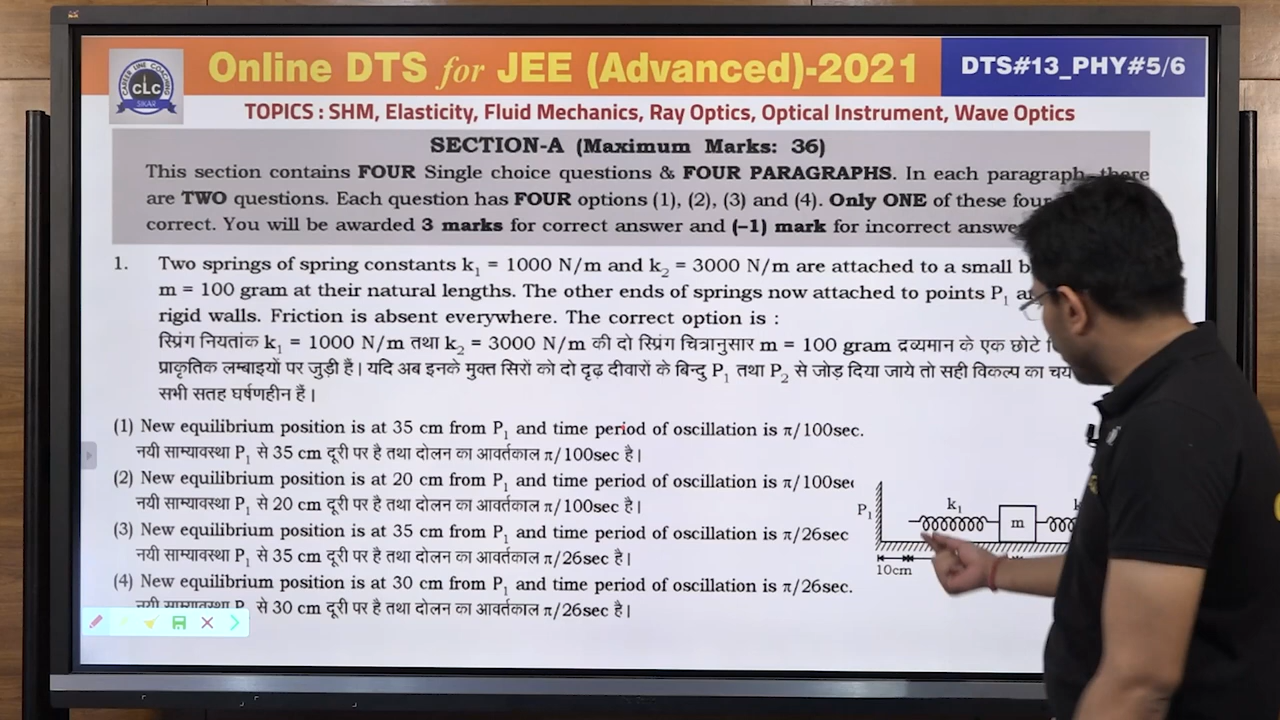 CAREER LINE COACHING
CLC
SIKAR
Online DTS for JEE (Advanced)-2021
DTS#13_PHY#5/6
TOPICS : SHM, Elasticity, Fluid Mechanics, Ray Optics, Optical Instrument, Wave Optics
SECTION-A (Maximum Marks: 36)
This section contains FOUR Single choice questions & FOUR PARAGRAPHS. In each paragraph, there
are TWO questions. Each question has FOUR options (1), (2), (3) and (4). Only ONE of these four
correct. You will be awarded 3 marks for correct answer and (–1) mark for incorrect
1. Two springs of spring constants k₁ = 1000 N/m and k₂ = 3000 N/m are attached to a small
m = 100 gram at their natural lengths. The other ends of springs now attached to points P₁
rigid walls. Friction is absent everywhere. The correct option is :
स्प्रिंग नियतांक k₁ = 1000 N/m तथा k₂ = 3000 N/m की दो स्प्रिंग चित्रानुसार m = 100 gram द्रव्यमान के एक छोटे
प्राकृतिक लम्बाइयों पर जुड़ी हैं। यदि अब इनके मुक्त सिरों को दो दृढ़ दीवारों के बिन्दु P₁ तथा P₂ से जोड़ दिया जाये तो सही विकल्प का
सभी सतह घर्षणहीन हैं।
(1) New equilibrium position is at 35 cm from P₁ and time period of oscillation is π/100sec.
नयी साम्यावस्था P₁ से 35 cm दूरी पर है तथा दोलन का आवर्तकाल π/100sec है।
(2) New equilibrium position is at 20 cm from P₁ and time period of oscillation is π/100sec
नयी साम्यावस्था P₁ से 20 cm दूरी पर है तथा दोलन का आवर्तकाल π/100sec है।
(3) New equilibrium position is at 35 cm from P₁ and time period of oscillation is π/26sec
नयी साम्यावस्था P₁ से 35 cm दूरी पर है तथा दोलन का आवर्तकाल π/26sec है।
(4) New equilibrium position is at 30 cm from P₁ and time period of oscillation is π/26sec.
नयी साम्यावस्था P₁ से 30 cm दूरी पर है तथा दोलन का आवर्तकाल π/26sec है।
P₁
k₁
m
k
10cm